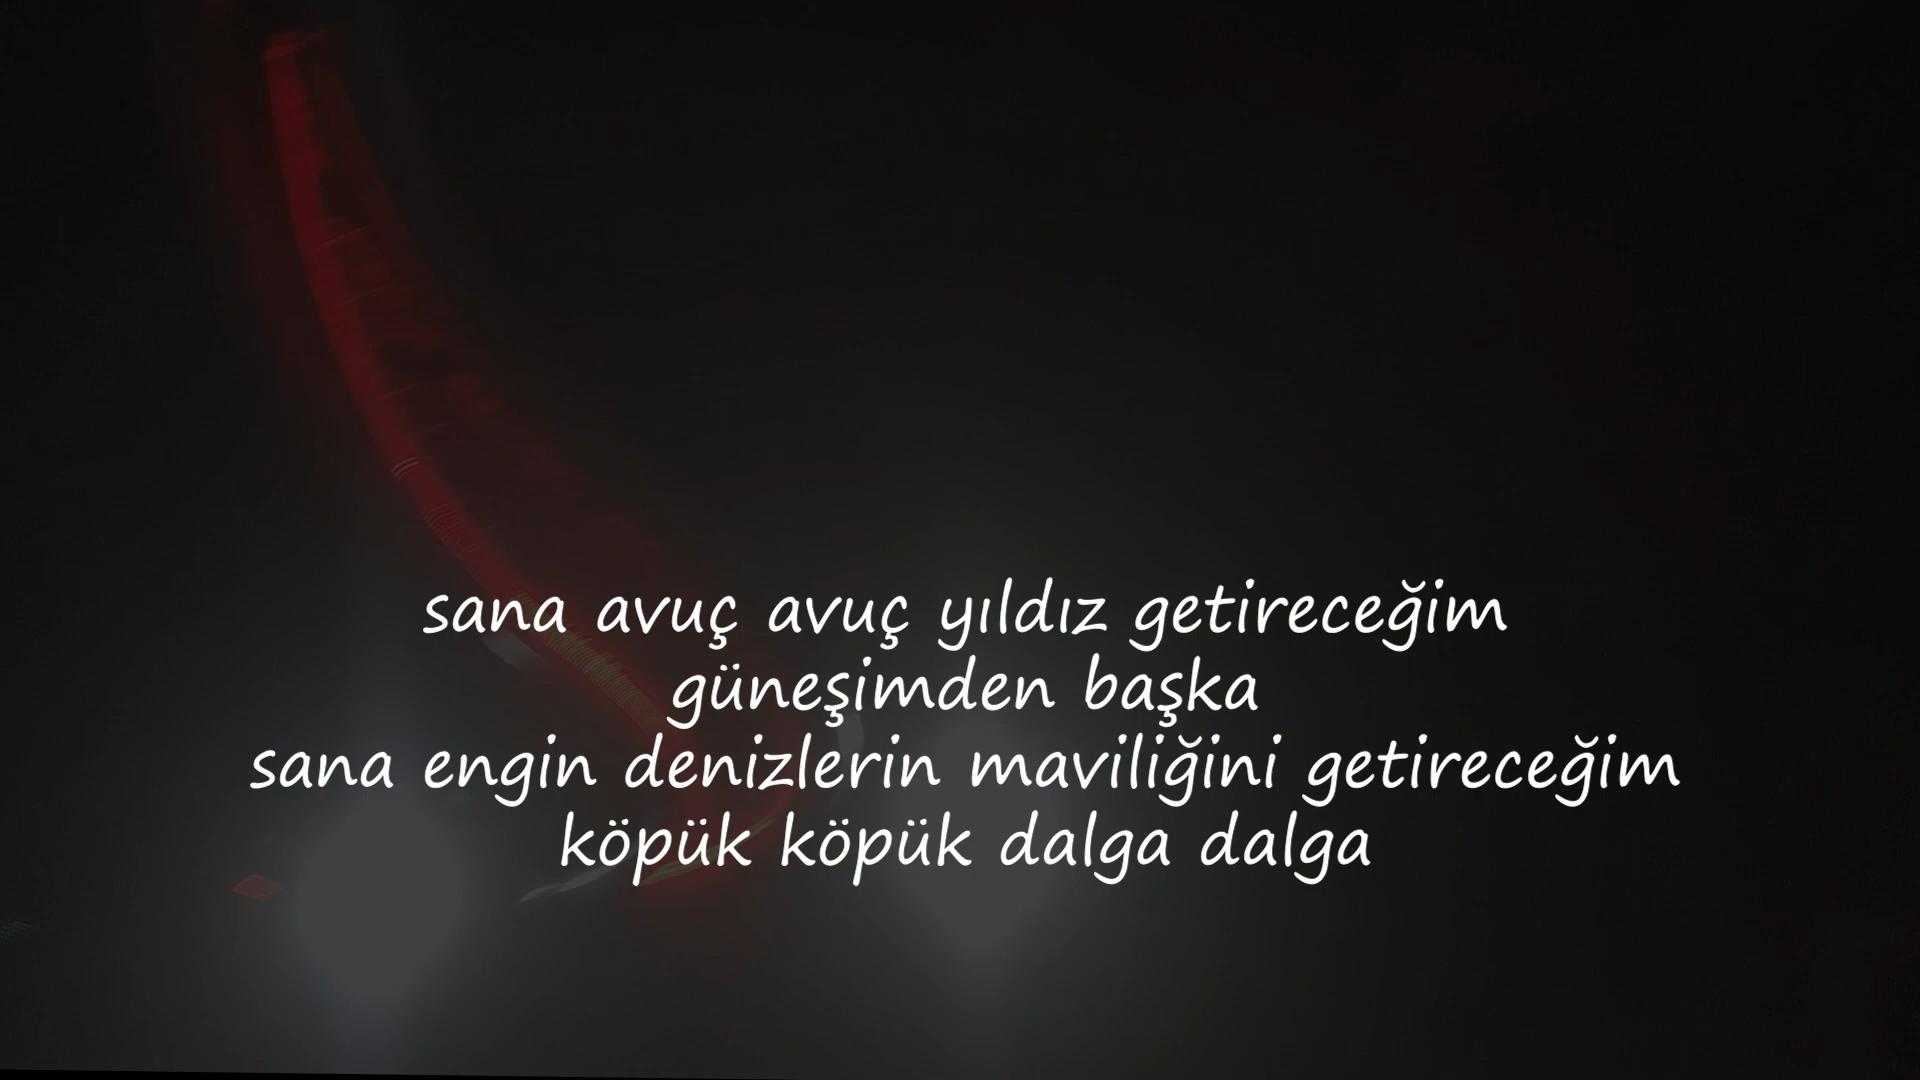 sana avuç avuç yıldız getireceğim
güneşimden başka
sana engin denizlerin maviliğini getireceğim
köpük köpük dalga dalga